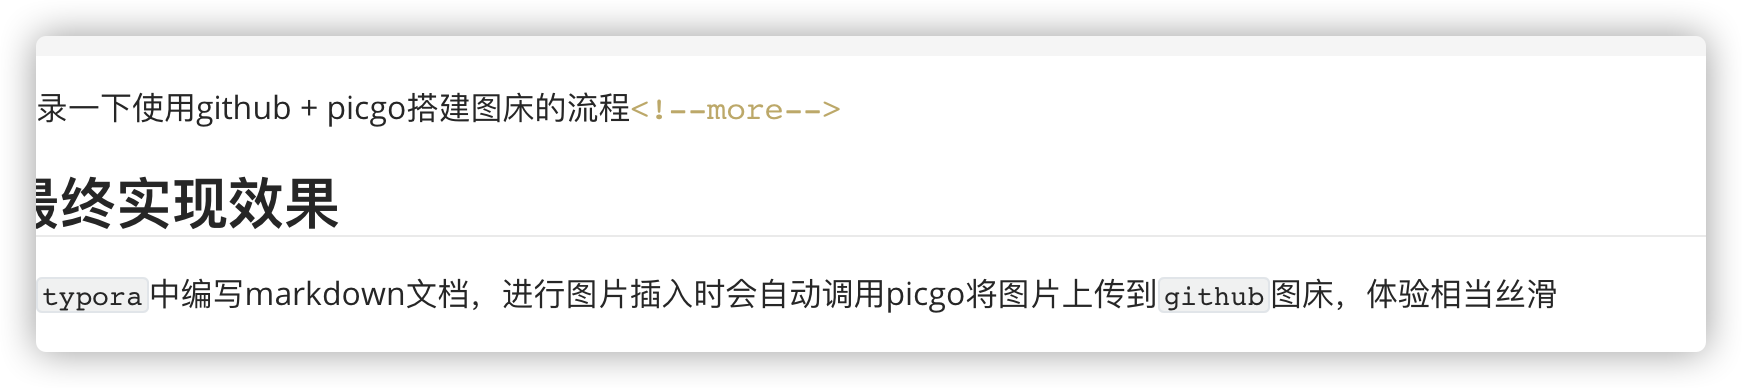 录一下使用github + picgo搭建图床的流程<!--more-->
最终实现效果
typora中编写markdown文档，进行图片插入时会自动调用picgo将图片上传到github图床，体验相当丝滑